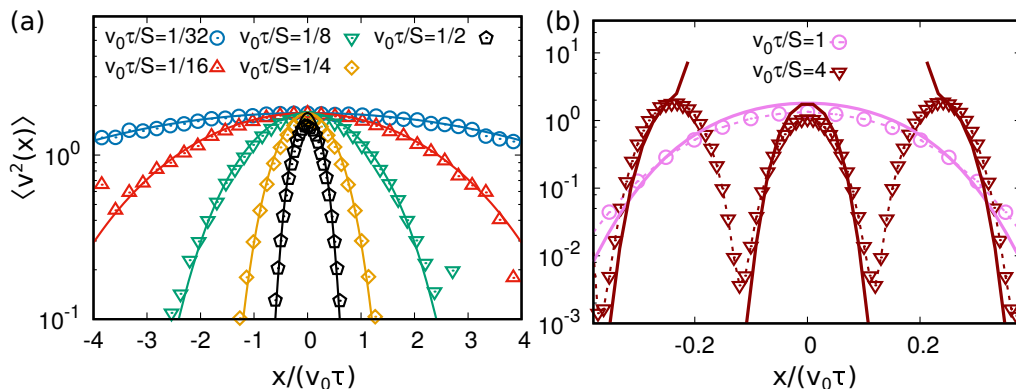 (a)
v₀τ/S=1/32 v₀τ/S=1/8 v₀τ/S=1/2
v₀τ/S=1/16 v₀τ/S=1/4
⟨v²(x)⟩
10⁰
10⁻¹
-4 -3 -2 -1 0 1 2 3 4
x/(v₀τ)
(b)
v₀τ/S=1
v₀τ/S=4
10¹
10⁰
10⁻¹
10⁻²
10⁻³
-0.2 0 0.2
x/(v₀τ)